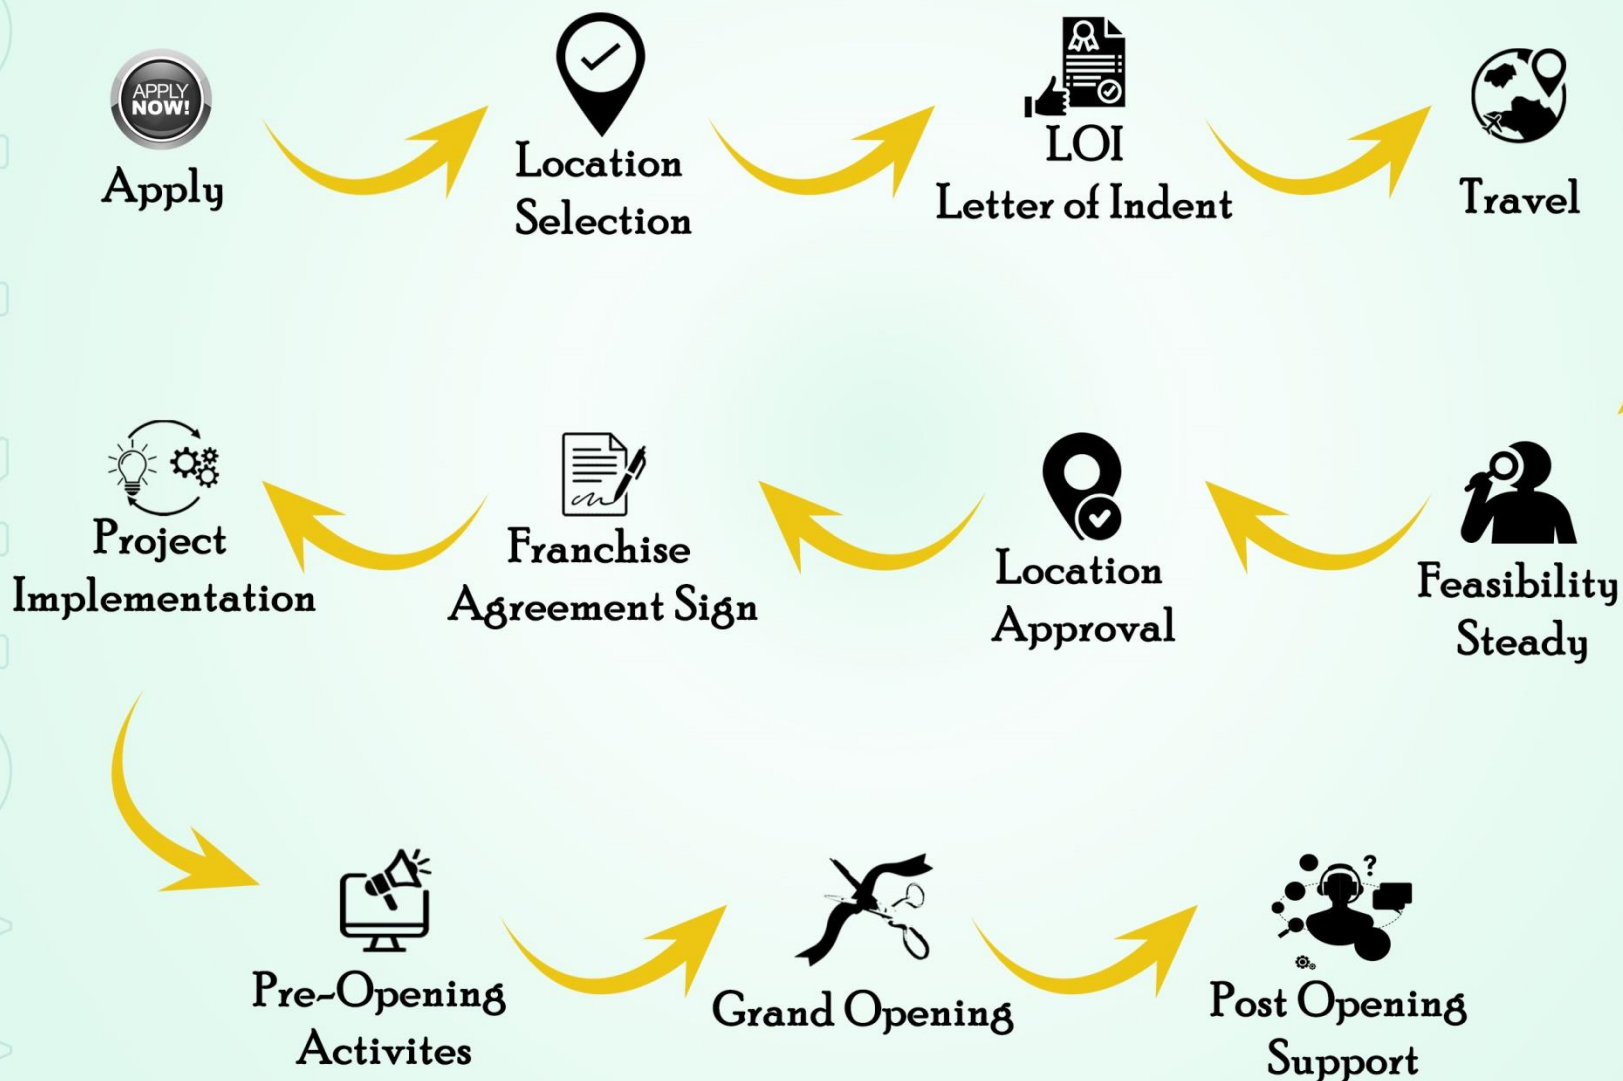 APPLY
NOW!
Apply
Location
Selection
LOI
Letter of Indent
Travel
Feasibility
Steady
Location
Approval
Franchise
Agreement Sign
Project
Implementation
Pre-Opening
Activites
Grand Opening
?
Post Opening
Support